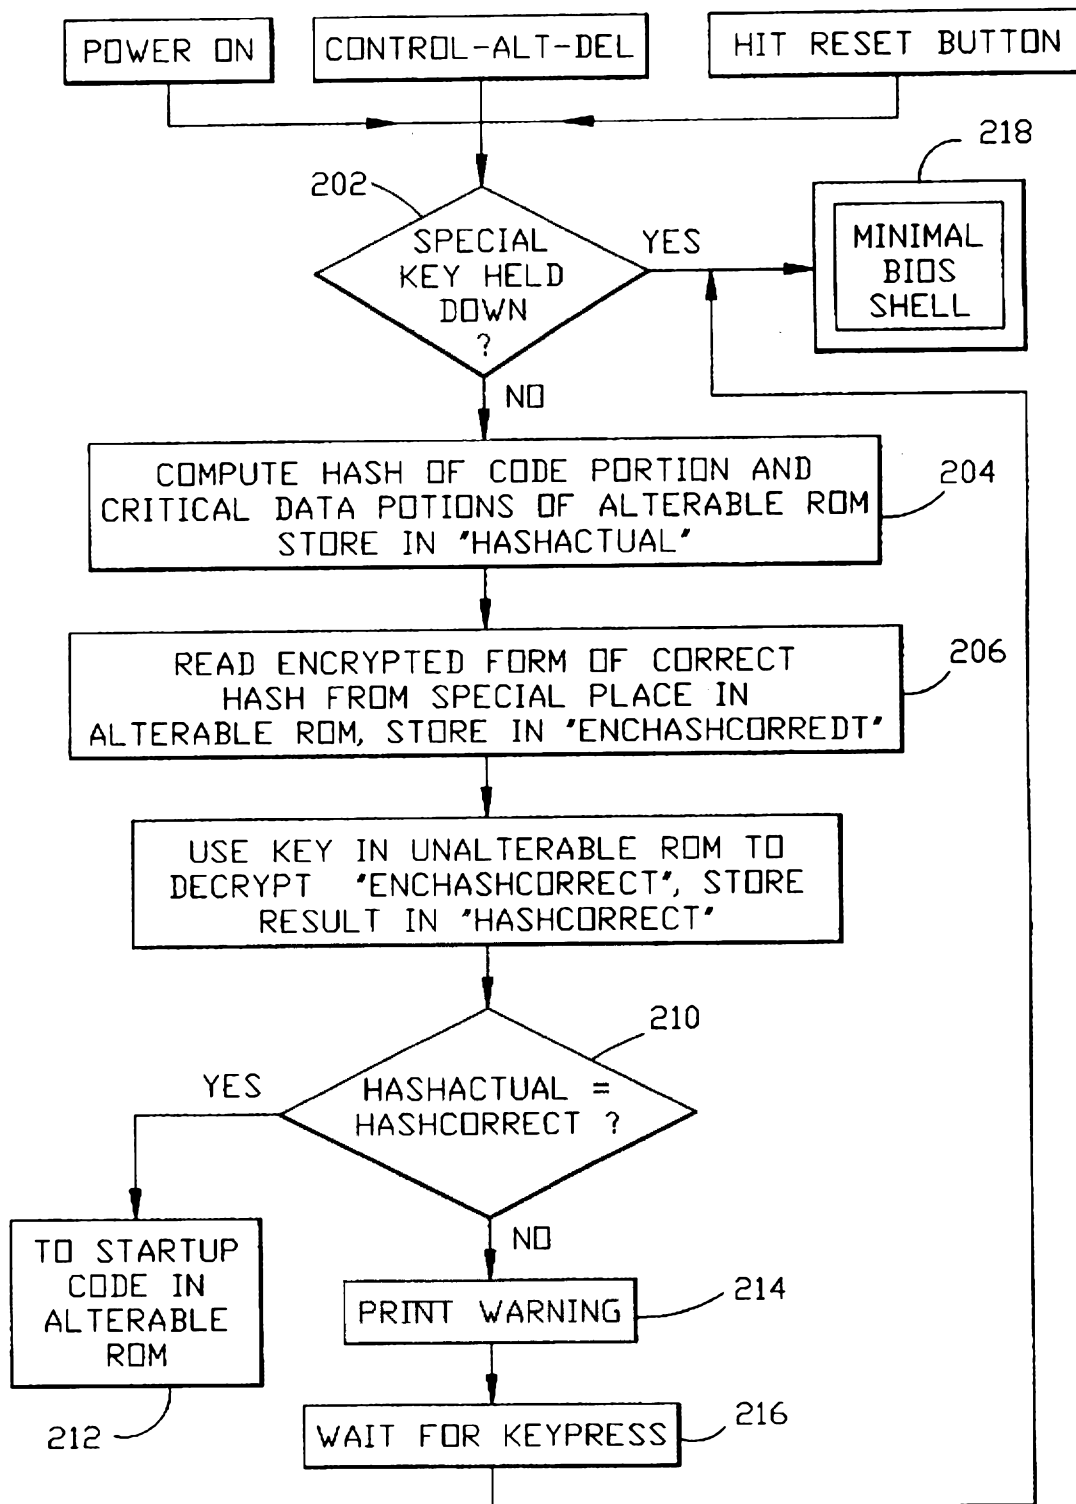 POWER ON
CONTROL-ALT-DEL
HIT RESET BUTTON
218
202
SPECIAL
KEY HELD
DOWN
?
YES
MINIMAL
BIOS
SHELL
NO
COMPUTE HASH OF CODE PORTION AND
CRITICAL DATA POTIONS OF ALTERABLE ROM
STORE IN "HASHACTUAL"
204
READ ENCRYPTED FORM OF CORRECT
HASH FROM SPECIAL PLACE IN
ALTERABLE ROM, STORE IN "ENCHASHCORREDT"
206
USE KEY IN UNALTERABLE ROM TO
DECRYPT "ENCHASHCORRECT", STORE
RESULT IN "HASHCORRECT"
210
YES
HASHACTUAL =
HASHCORRECT ?
NO
TO STARTUP
CODE IN
ALTERABLE
ROM
212
PRINT WARNING
214
WAIT FOR KEYPRESS
216